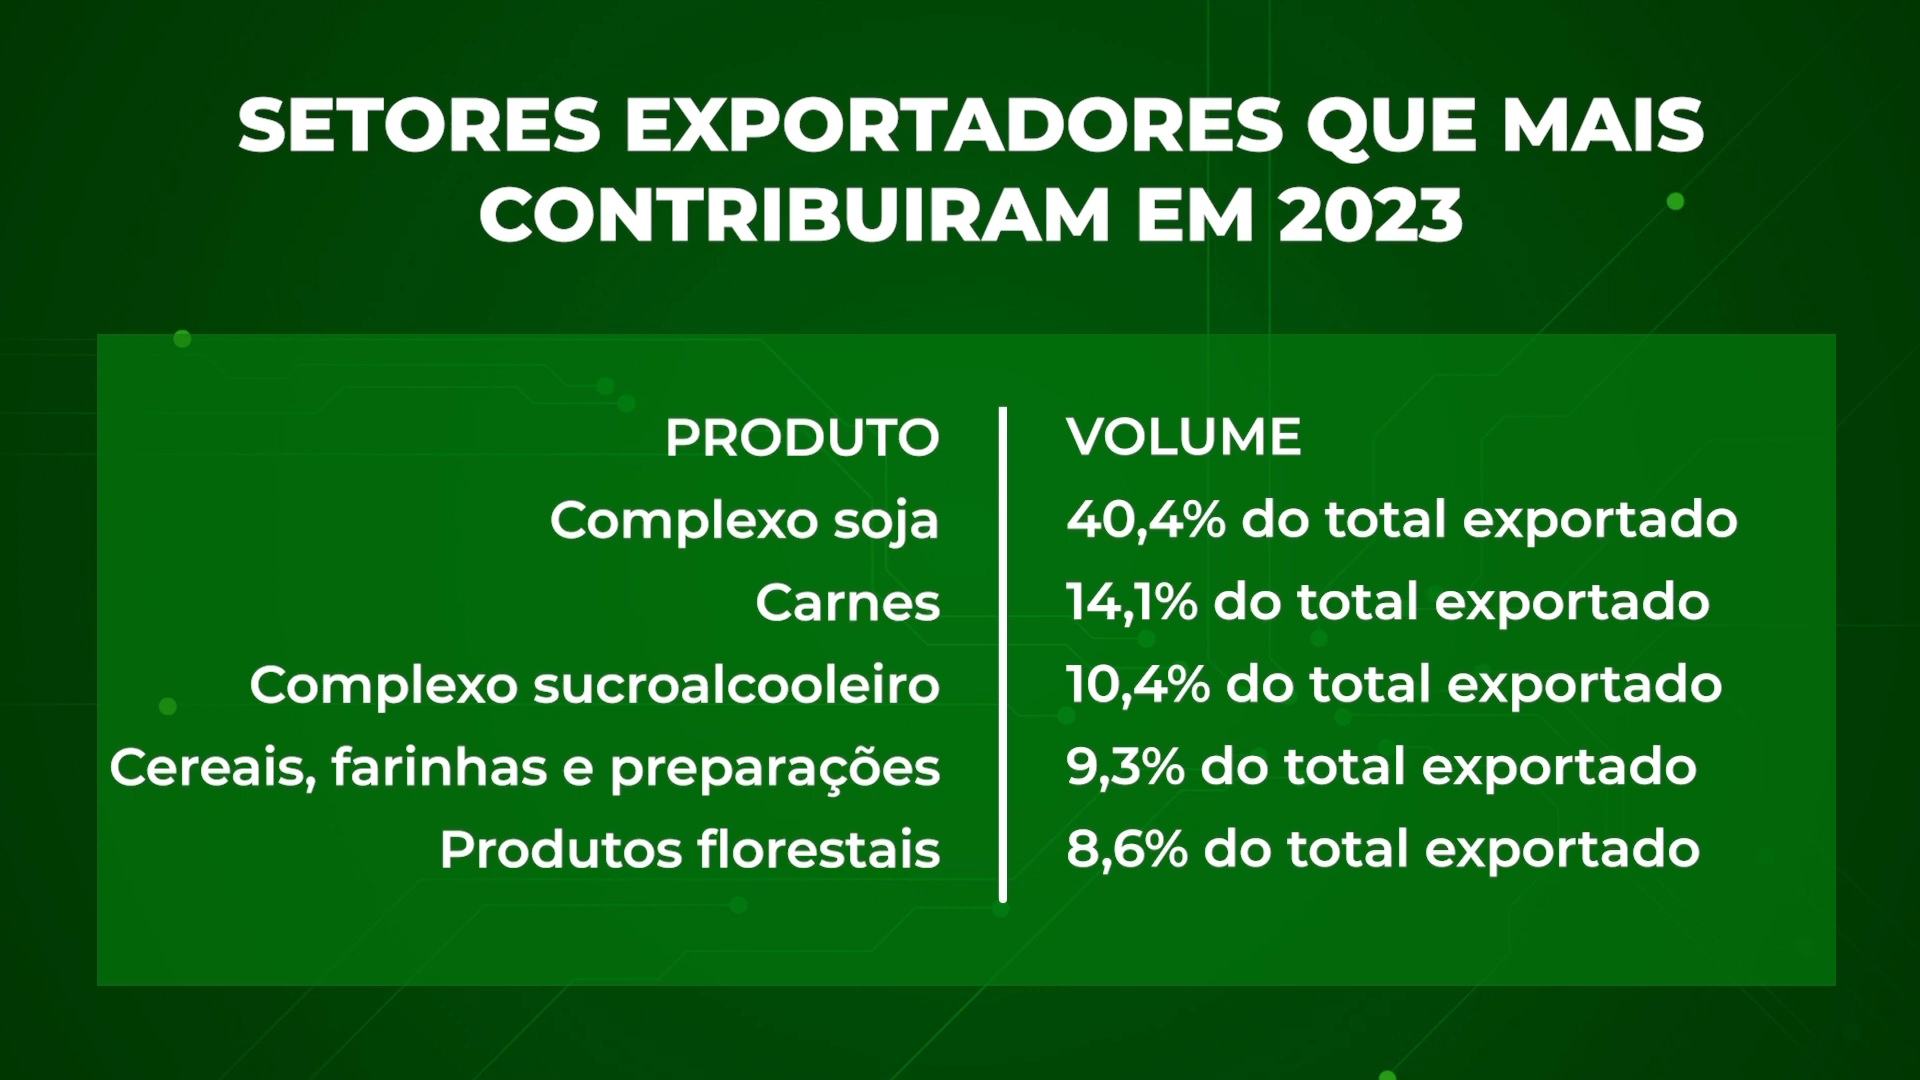 SETORES EXPORTADORES QUE MAIS
CONTRIBUIRAM EM 2023
PRODUTO VOLUME
Complexo soja 40,4% do total exportado
Carnes 14,1% do total exportado
Complexo sucroalcooleiro 10,4% do total exportado
Cereais, farinhas e preparações 9,3% do total exportado
Produtos florestais 8,6% do total exportado